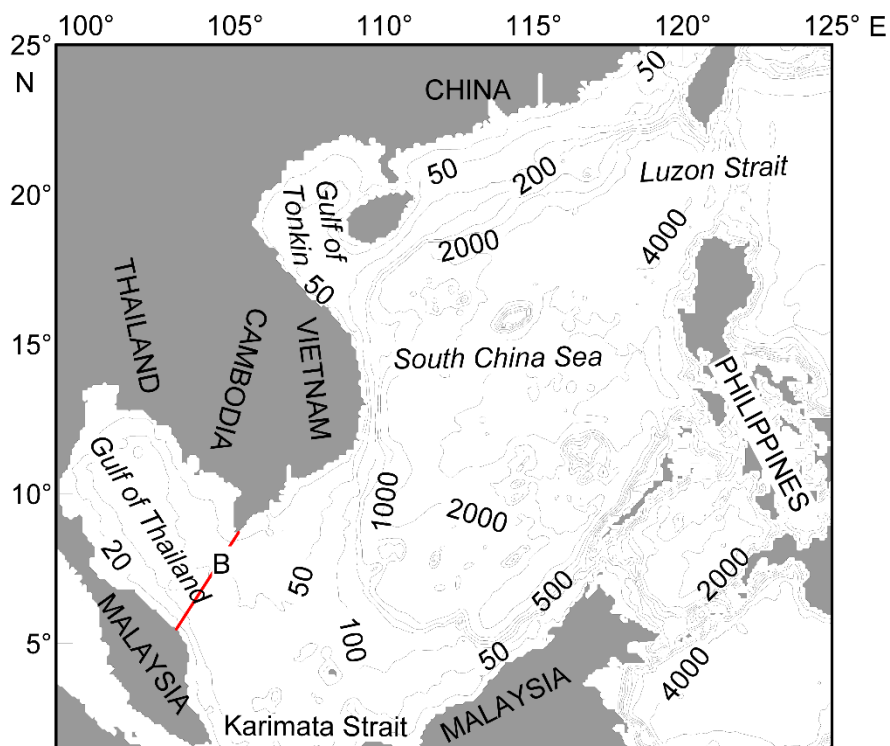 100° 105° 110° 115° 120° 125° E
25°
N
50
CHINA
50
200
Luzon Strait
20°
Gulf of
Tonkin
2000
4000
50
THAILAND
CAMBODIA
VIETNAM
15°
South China Sea
PHILIPPINES
Gulf of Thailand
10°
1000
2000
20
B
50
500
2000
MALAYSIA
5°
100
50
4000
MALAYSIA
Karimata Strait